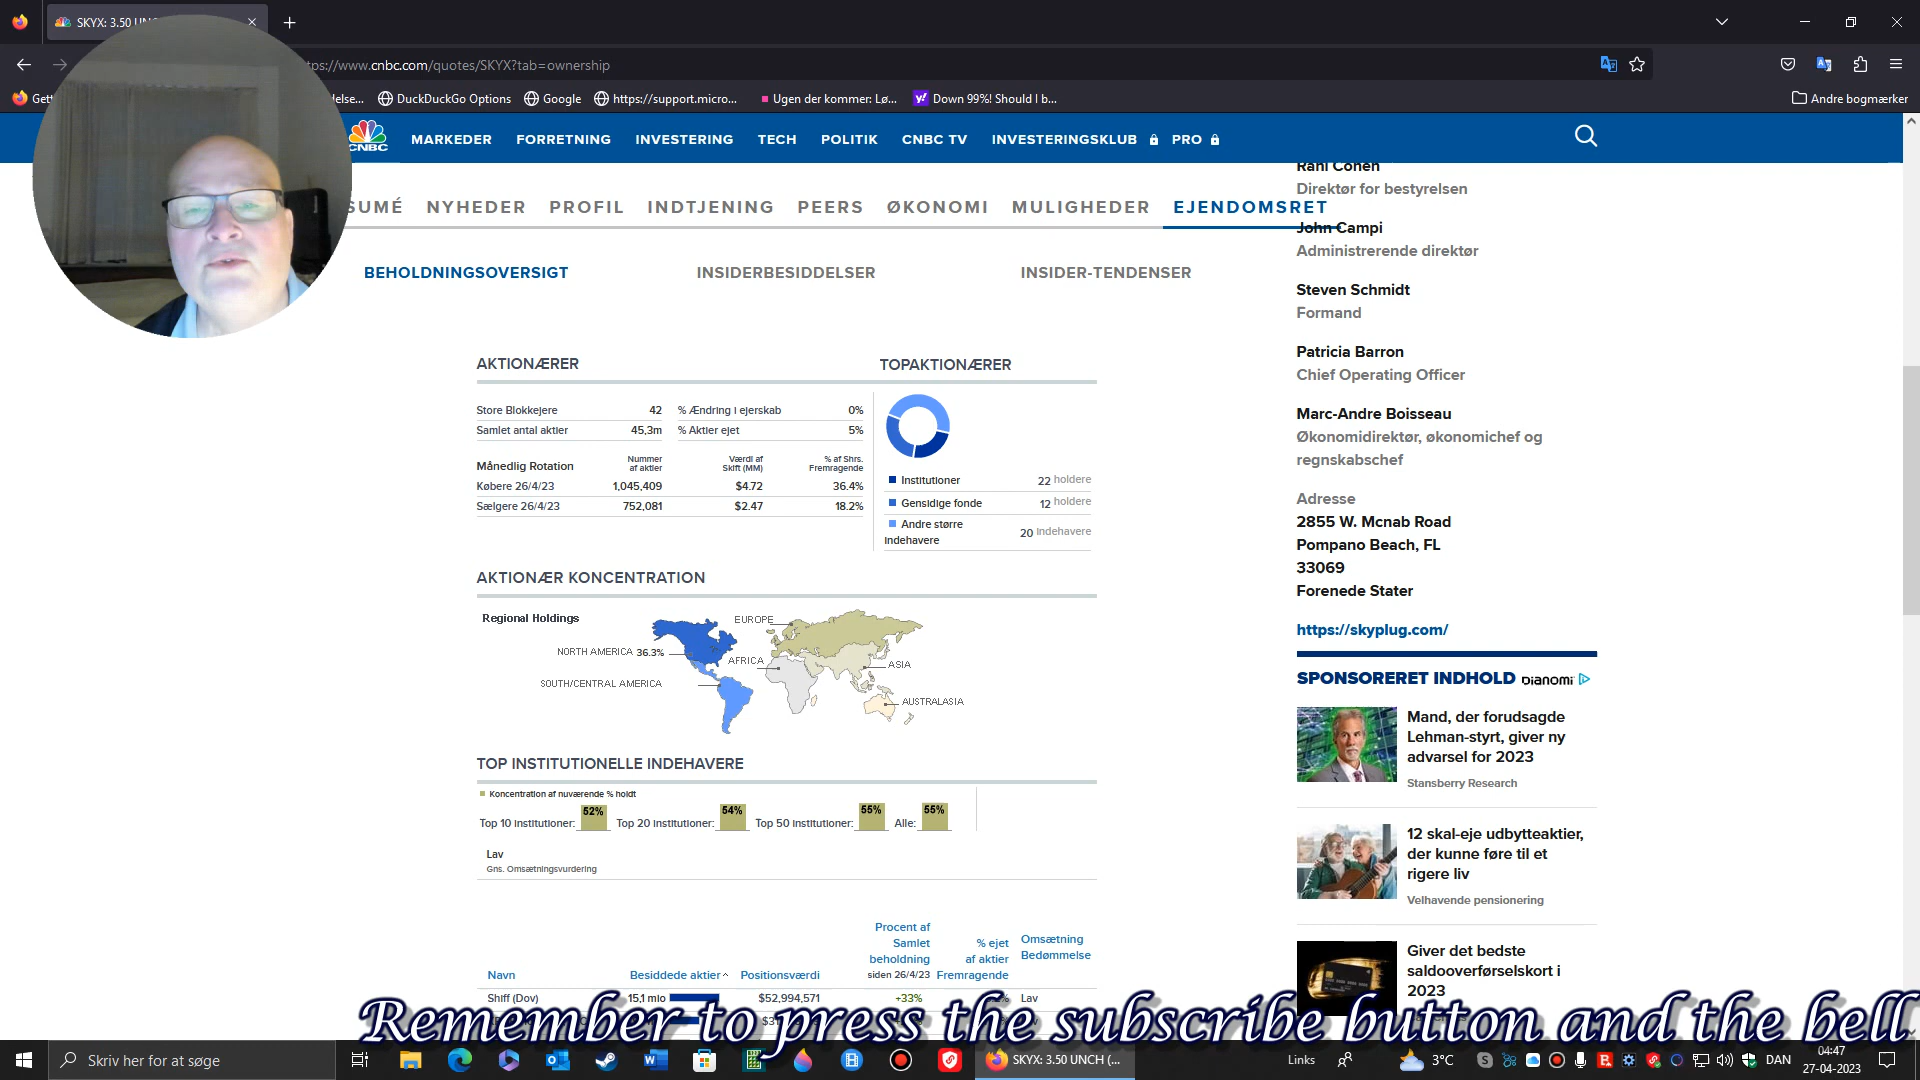 SKYX: 3.50 UN
https://www.cnbc.com/quotes/SKYX?tab=ownership
Gett
else...
DuckDuckGo Options
Google
https://support.micro...
Ugen der kommer: Lø...
Down 99%! Should I b...
Andre bogmærker
CNBC
MARKEDER
FORRETNING
INVESTERING
TECH
POLITIK
CNBC TV
INVESTERINGSKLUB
PRO
SUMÉ
NYHEDER
PROFIL
INDTJENING
PEERS
ØKONOMI
MULIGHEDER
EJENDOMSRET
BEHOLDNINGSOVERSIGT
INSIDERBESIDDELSER
INSIDER-TENDENSER
AKTIONÆRER
Store Blokkejere 42
Samlet antal aktier 45,3m
% Ændring i ejerskab 0%
% Aktier ejet 5%
Månedlig Rotation
Nummer
af aktier
Værdi af
Skift (MM)
% af Shrs.
Fremragende
Købere 26/4/23 1,045,409 $4.72 36.4%
Sælgere 26/4/23 752,081 $2.47 18.2%
TOPAKTIONÆRER
Institutioner 22 holdere
Gensidige fonde 12 holdere
Andre større
indehavere
20 indehavere
AKTIONÆR KONCENTRATION
Regional Holdings
EUROPE
NORTH AMERICA 36.3%
AFRICA
ASIA
SOUTH/CENTRAL AMERICA
AUSTRALASIA
TOP INSTITUTIONELLE INDEHAVERE
Koncentration af nuværende % holdt
Top 10 institutioner: 52%
Top 20 institutioner: 54%
Top 50 institutioner: 55%
Alle: 55%
Lav
Gns. Omsætningsvurdering
Navn
Besiddede aktier
Positionsværdi
Procent af
Samlet
beholdning
siden 26/4/23
% ejet
af aktier
Fremragende
Omsætning
Bedømmelse
Shiff (Dov) 15,1 mio $52,994,571 +33% Lav
Rani Cohen
Direktør for bestyrelsen
John Campi
Administrerende direktør
Steven Schmidt
Formand
Patricia Barron
Chief Operating Officer
Marc-Andre Boisseau
Økonomidirektør, økonomichef og
regnskabschef
Adresse
2855 W. Mcnab Road
Pompano Beach, FL
33069
Forenede Stater
https://skyplug.com/
SPONSORERET INDHOLD DIANOMI
Mand, der forudsagde
Lehman-styrt, giver ny
advarsel for 2023
Stansberry Research
12 skal-eje udbytteaktier,
der kunne føre til et
rigere liv
Velhavende pensionering
Giver det bedste
saldooverførselskort i
2023
Remember to press the subscribe button and the bell
Skriv her for at søge
SKYX: 3.50 UNCH (...
Links
3°C
DAN
04:47
27-04-2023